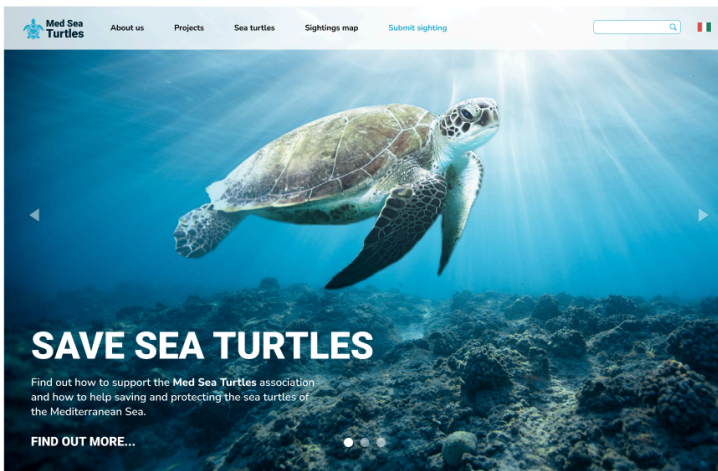 Med Sea
Turtles
About us
Projects
Sea turtles
Sightings map
Submit sighting
SAVE SEA TURTLES
Find out how to support the Med Sea Turtles association
and how to help saving and protecting the sea turtles of
the Mediterranean Sea.
FIND OUT MORE...